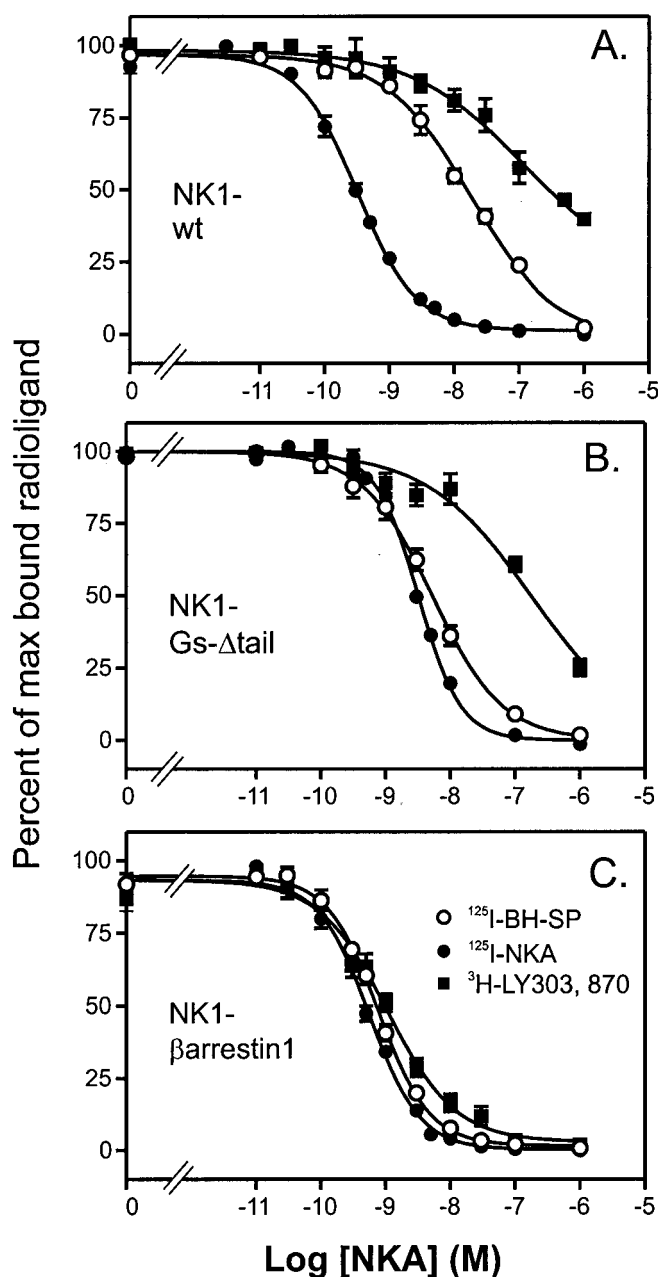 Percent of max bound radioligand
A.
100
75
50
25
0
NK1-
wt
0 -11 -10 -9 -8 -7 -6 -5
B.
100
75
50
25
0
NK1-
Gs-Δtail
0 -11 -10 -9 -8 -7 -6 -5
C.
100
75
50
25
0
¹²⁵I-BH-SP
¹²⁵I-NKA
³H-LY303, 870
NK1-
βarrestin1
0 -11 -10 -9 -8 -7 -6 -5
Log [NKA] (M)